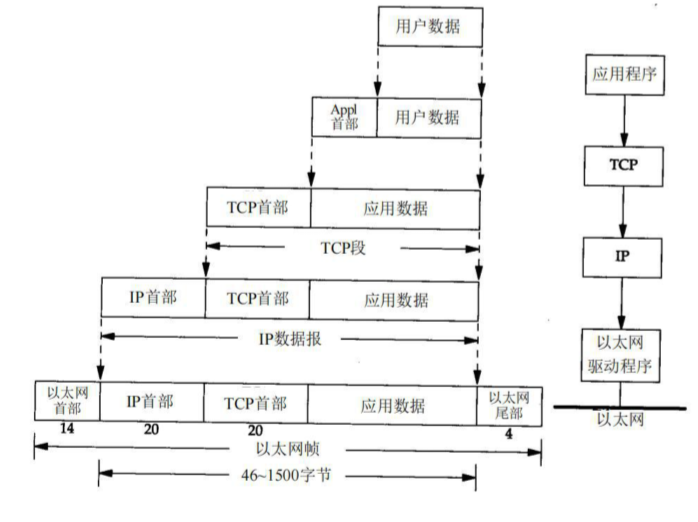 用户数据
Appl
首部
用户数据
TCP首部
应用数据
TCP段
IP首部
TCP首部
应用数据
IP数据报
以太网
首部
IP首部
TCP首部
应用数据
以太网
尾部
14
20
20
4
以太网帧
46~1500字节
应用程序
TCP
IP
以太网
驱动程序
以太网